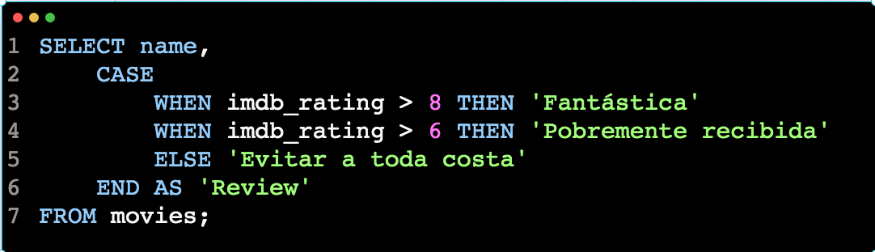 1 SELECT name,
2     CASE
3         WHEN imdb_rating > 8 THEN 'Fantástica'
4         WHEN imdb_rating > 6 THEN 'Pobremente recibida'
5         ELSE 'Evitar a toda costa'
6     END AS 'Review'
7 FROM movies;